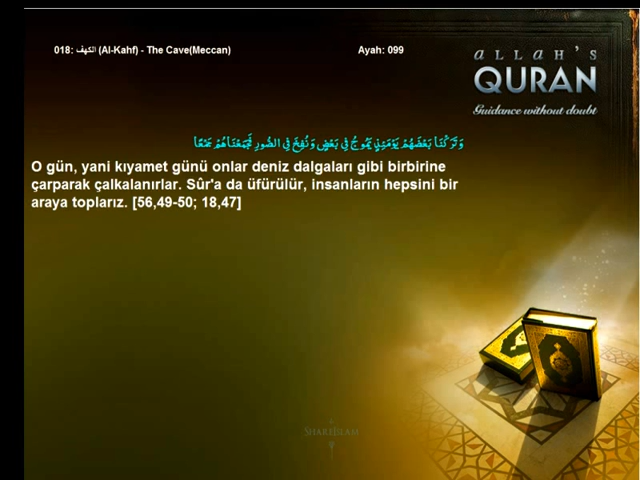 018: الكهف (Al-Kahf) - The Cave(Meccan) Ayah: 099
ALLAH'S
QURAN
Guidance without doubt
وَتَرَكْنَا بَعْضَهُمْ يَوْمَئِذٍ يَمُوجُ فِي بَعْضٍ وَنُفِخَ فِي الصُّورِ فَجَمَعْنَاهُمْ جَمْعًا
O gün, yani kıyamet günü onlar deniz dalgaları gibi birbirine
çarparak çalkalanırlar. Sûr'a da üfürülür, insanların hepsini bir
araya toplarız. [56,49-50; 18,47]
SHAREISLAM